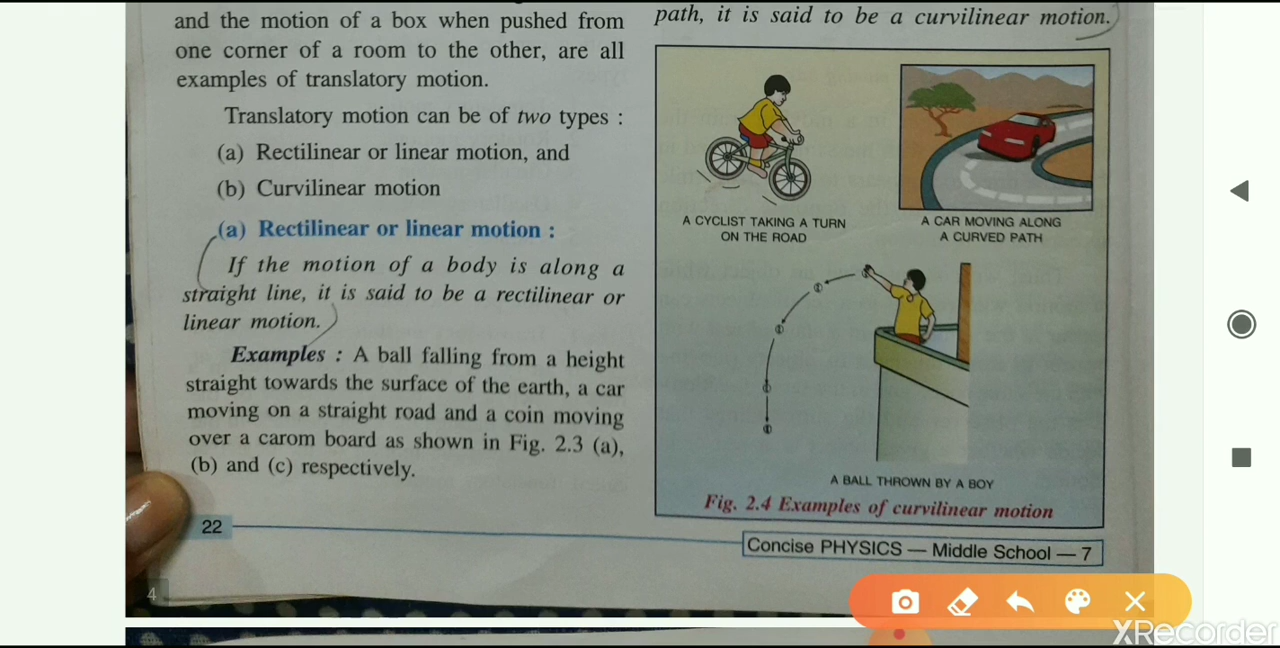 and the motion of a box when pushed from
one corner of a room to the other, are all
examples of translatory motion.
Translatory motion can be of two types :
(a) Rectilinear or linear motion, and
(b) Curvilinear motion
(a) Rectilinear or linear motion :
If the motion of a body is along a
straight line, it is said to be a rectilinear or
linear motion.
Examples : A ball falling from a height
straight towards the surface of the earth, a car
moving on a straight road and a coin moving
over a carom board as shown in Fig. 2.3 (a),
(b) and (c) respectively.
22
path, it is said to be a curvilinear motion.
A CYCLIST TAKING A TURN
ON THE ROAD
A CAR MOVING ALONG
A CURVED PATH
A BALL THROWN BY A BOY
Fig. 2.4 Examples of curvilinear motion
Concise PHYSICS — Middle School — 7
4
XRecorder